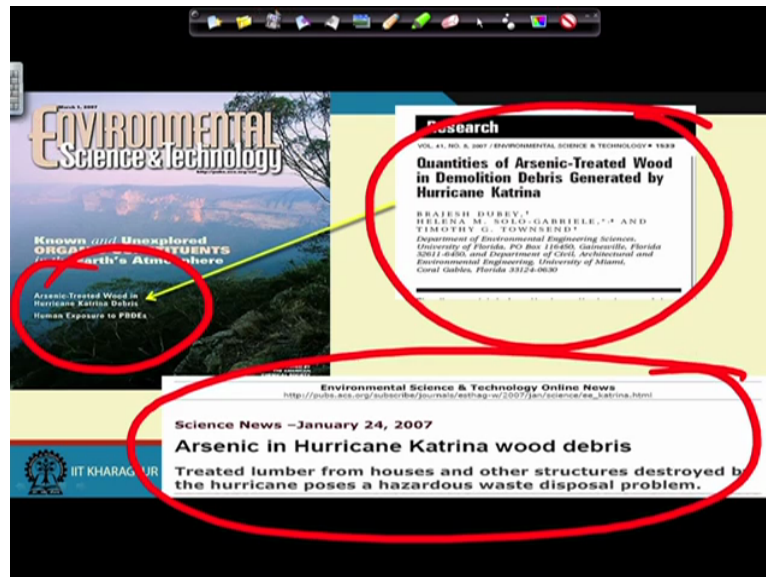 March 1, 2007
ENVIRONMENTAL
Science & Technology
http://pubs.acs.org/est
Known and Unexplored
ORGANIC CONSTITUENTS
in the Earth's Atmosphere
Arsenic-Treated Wood in
Hurricane Katrina Debris
Human Exposure to PBDEs
Research
VOL. 41, NO. 5, 2007 / ENVIRONMENTAL SCIENCE & TECHNOLOGY ■ 1533
Quantities of Arsenic-Treated Wood
in Demolition Debris Generated by
Hurricane Katrina
BRAJESH DUBEY,†
HELENA M. SOLO-GABRIELE,*,‡ AND
TIMOTHY G. TOWNSEND†
Department of Environmental Engineering Sciences,
University of Florida, PO Box 116450, Gainesville, Florida
32611-6450, and Department of Civil, Architectural and
Environmental Engineering, University of Miami,
Coral Gables, Florida 33124-0630
Environmental Science & Technology Online News
http://pubs.acs.org/subscribe/journals/esthag-w/2007/jan/science/ee_katrina.html
Science News –January 24, 2007
Arsenic in Hurricane Katrina wood debris
Treated lumber from houses and other structures destroyed by
the hurricane poses a hazardous waste disposal problem.
IIT KHARAGPUR